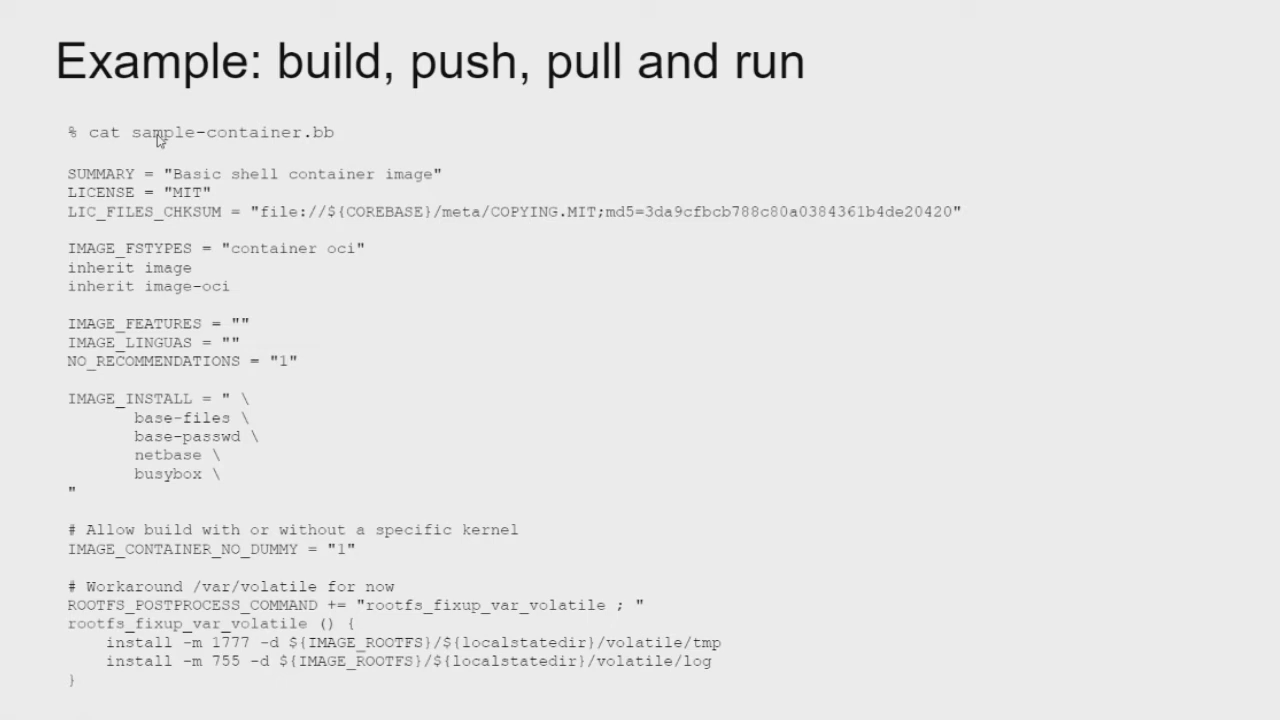 Example: build, push, pull and run
% cat sample-container.bb
SUMMARY = "Basic shell container image"
LICENSE = "MIT"
LIC_FILES_CHKSUM = "file://${COREBASE}/meta/COPYING.MIT;md5=3da9cfbcb788c80a0384361b4de20420"
IMAGE_FSTYPES = "container oci"
inherit image
inherit image-oci
IMAGE_FEATURES = ""
IMAGE_LINGUAS = ""
NO_RECOMMENDATIONS = "1"
IMAGE_INSTALL = " \
base-files \
base-passwd \
netbase \
busybox \
"
# Allow build with or without a specific kernel
IMAGE_CONTAINER_NO_DUMMY = "1"
# Workaround /var/volatile for now
ROOTFS_POSTPROCESS_COMMAND += "rootfs_fixup_var_volatile ; "
rootfs_fixup_var_volatile () {
install -m 1777 -d ${IMAGE_ROOTFS}/${localstatedir}/volatile/tmp
install -m 755 -d ${IMAGE_ROOTFS}/${localstatedir}/volatile/log
}